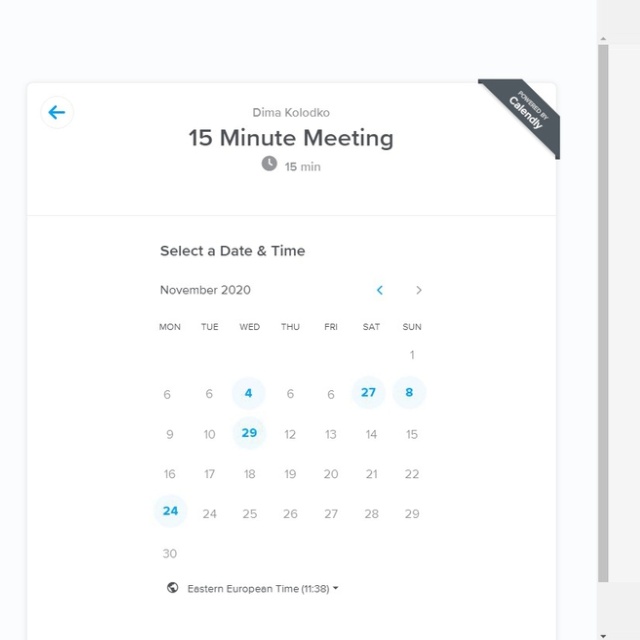 POWERED BY
Calendly
Dima Kolodko
15 Minute Meeting
15 min
Select a Date & Time
November 2020
MON TUE WED THU FRI SAT SUN
1
6 6 4 6 6 27 8
9 10 29 12 13 14 15
16 17 18 19 20 21 22
24 24 25 26 27 28 29
30
Eastern European Time (11:38)